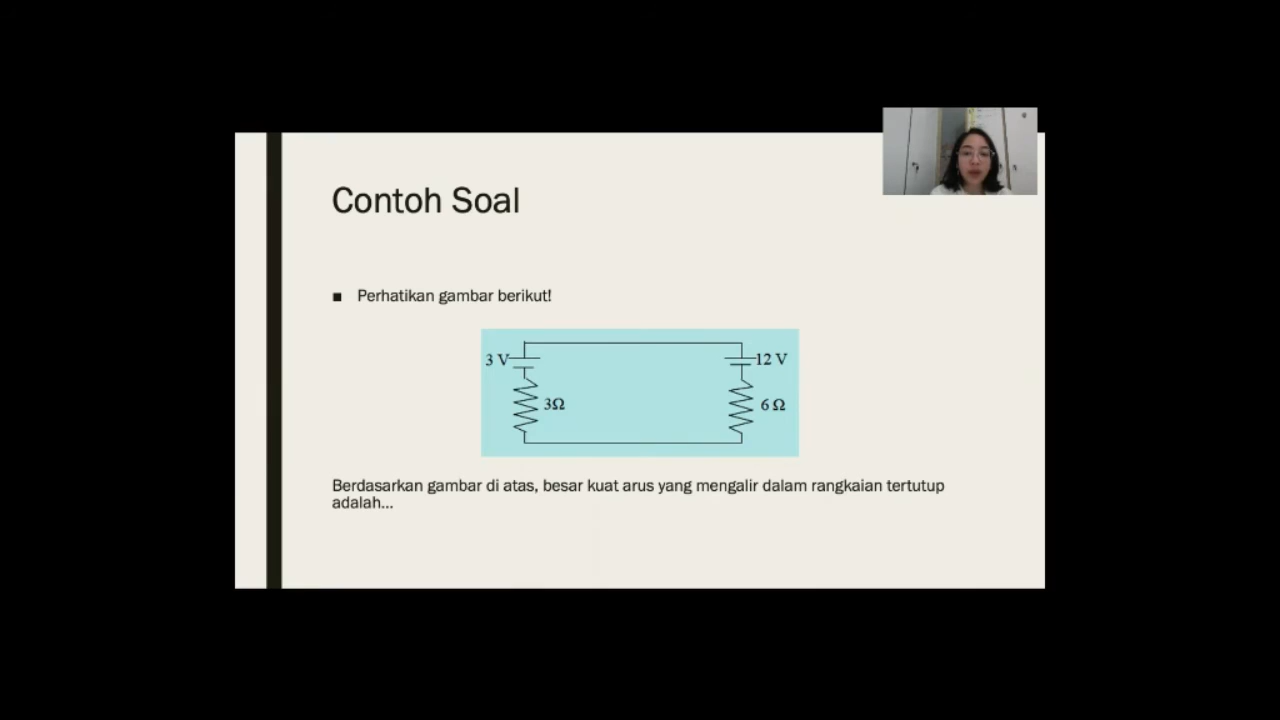 Contoh Soal
■ Perhatikan gambar berikut!
3 V
12 V
3Ω
6 Ω
Berdasarkan gambar di atas, besar kuat arus yang mengalir dalam rangkaian tertutup
adalah...